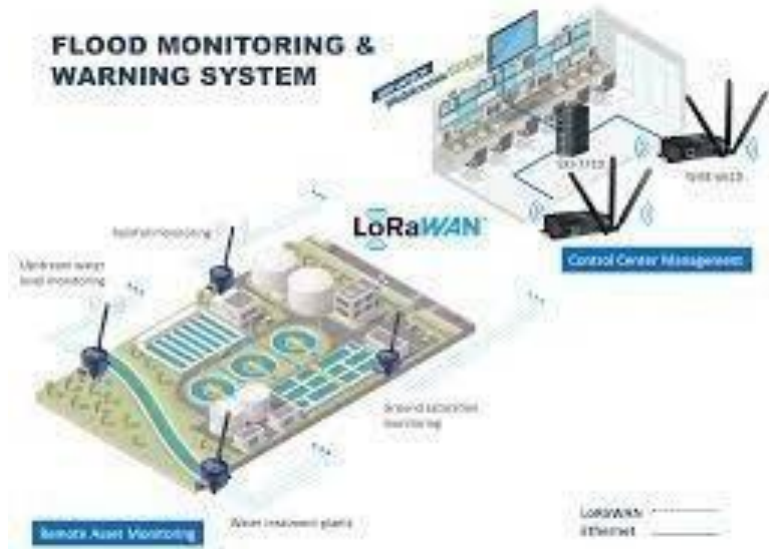 FLOOD MONITORING &
WARNING SYSTEM
LoRaWAN
Control Center Management
Rainfall monitoring
Upstream water
level monitoring
Ground saturation
monitoring
Water treatment plants
Remote Asset Monitoring
LoRaWAN
Ethernet